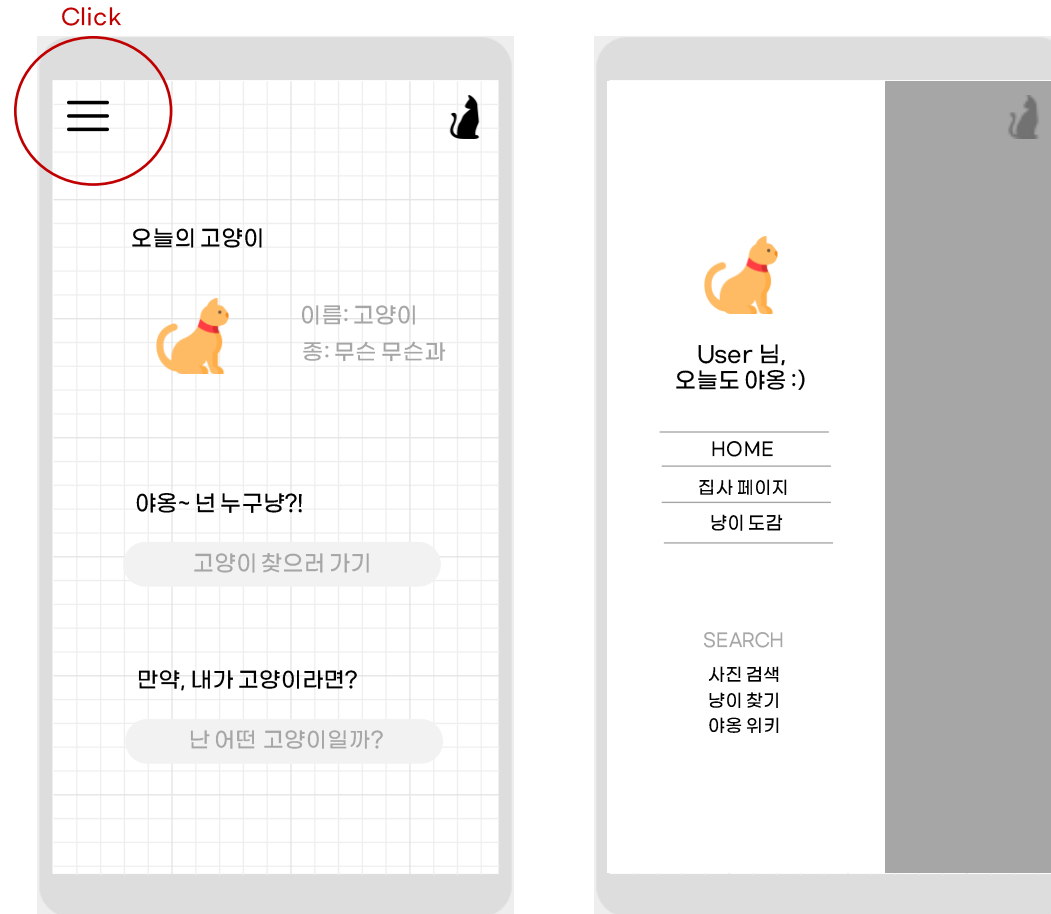 Click
오늘의 고양이
이름: 고양이
종: 무슨 무슨과
야옹~ 넌 누구냥?!
고양이 찾으러 가기
만약, 내가 고양이라면?
난 어떤 고양이일까?
User 님,
오늘도 야옹 :)
HOME
집사 페이지
냥이 도감
SEARCH
사진 검색
냥이 찾기
야옹 위키